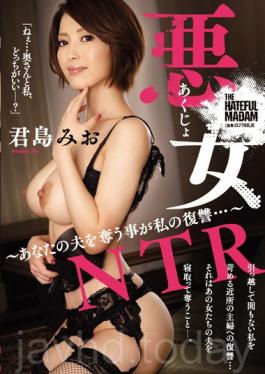 「ねぇ…奥さんと私、
どっちがいい…?」
君島みお
悪女
あくじょ
THE
HATEFUL
MADAM
NTR
~あなたの夫を奪う事が私の復讐…~
引っ越して間もない私を
苛める近所の主婦への復讐…
それはあの女たちの夫を
寝取って奪うこと…
javhd.today